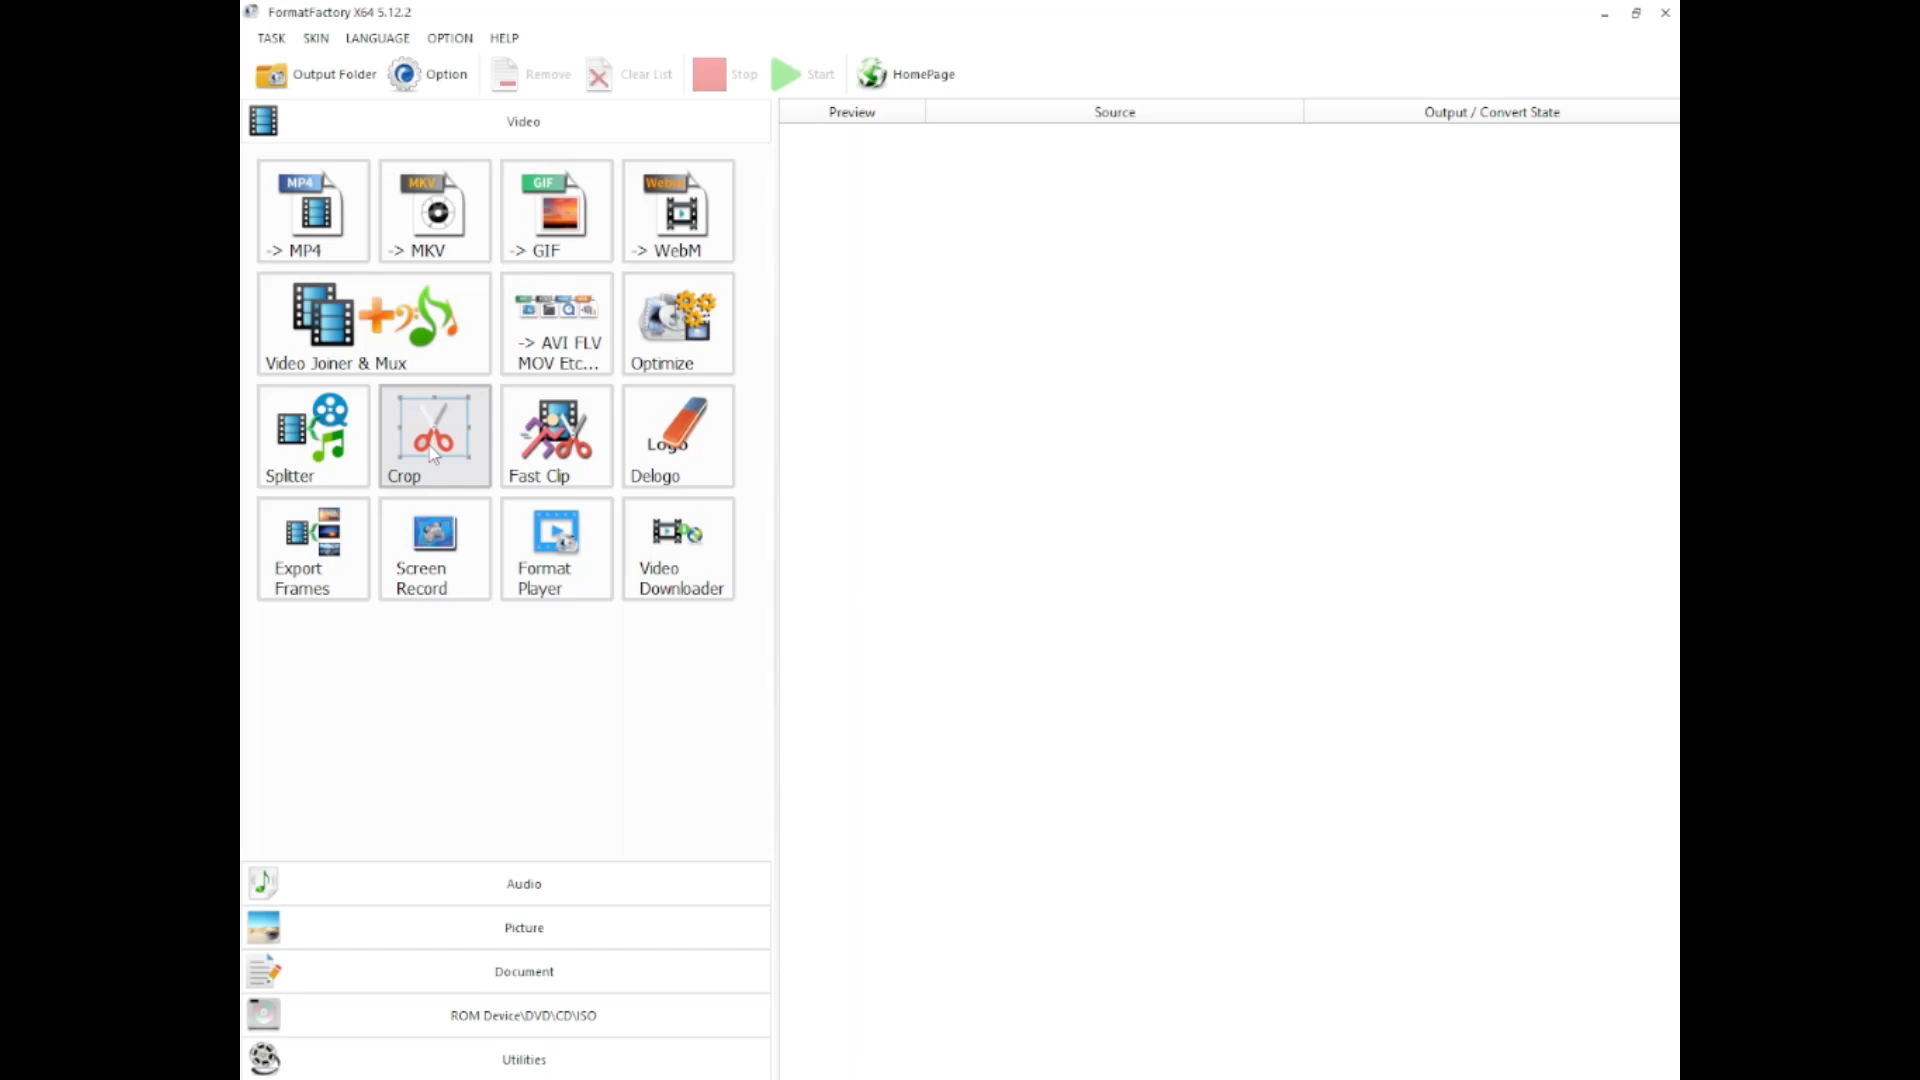 FormatFactory X64 5.12.2
TASK SKIN LANGUAGE OPTION HELP
Output Folder Option Remove Clear List Stop Start HomePage
Video
Preview Source Output / Convert State
MP4 MKV GIF WebM
-> MP4 -> MKV -> GIF -> WebM
Video Joiner & Mux
-> AVI FLV
MOV Etc...
Optimize
Logo
Splitter Crop Fast Clip Delogo
Export
Frames
Screen
Record
Format
Player
Video
Downloader
Audio
Picture
Document
ROM Device\DVD\CD\ISO
Utilities